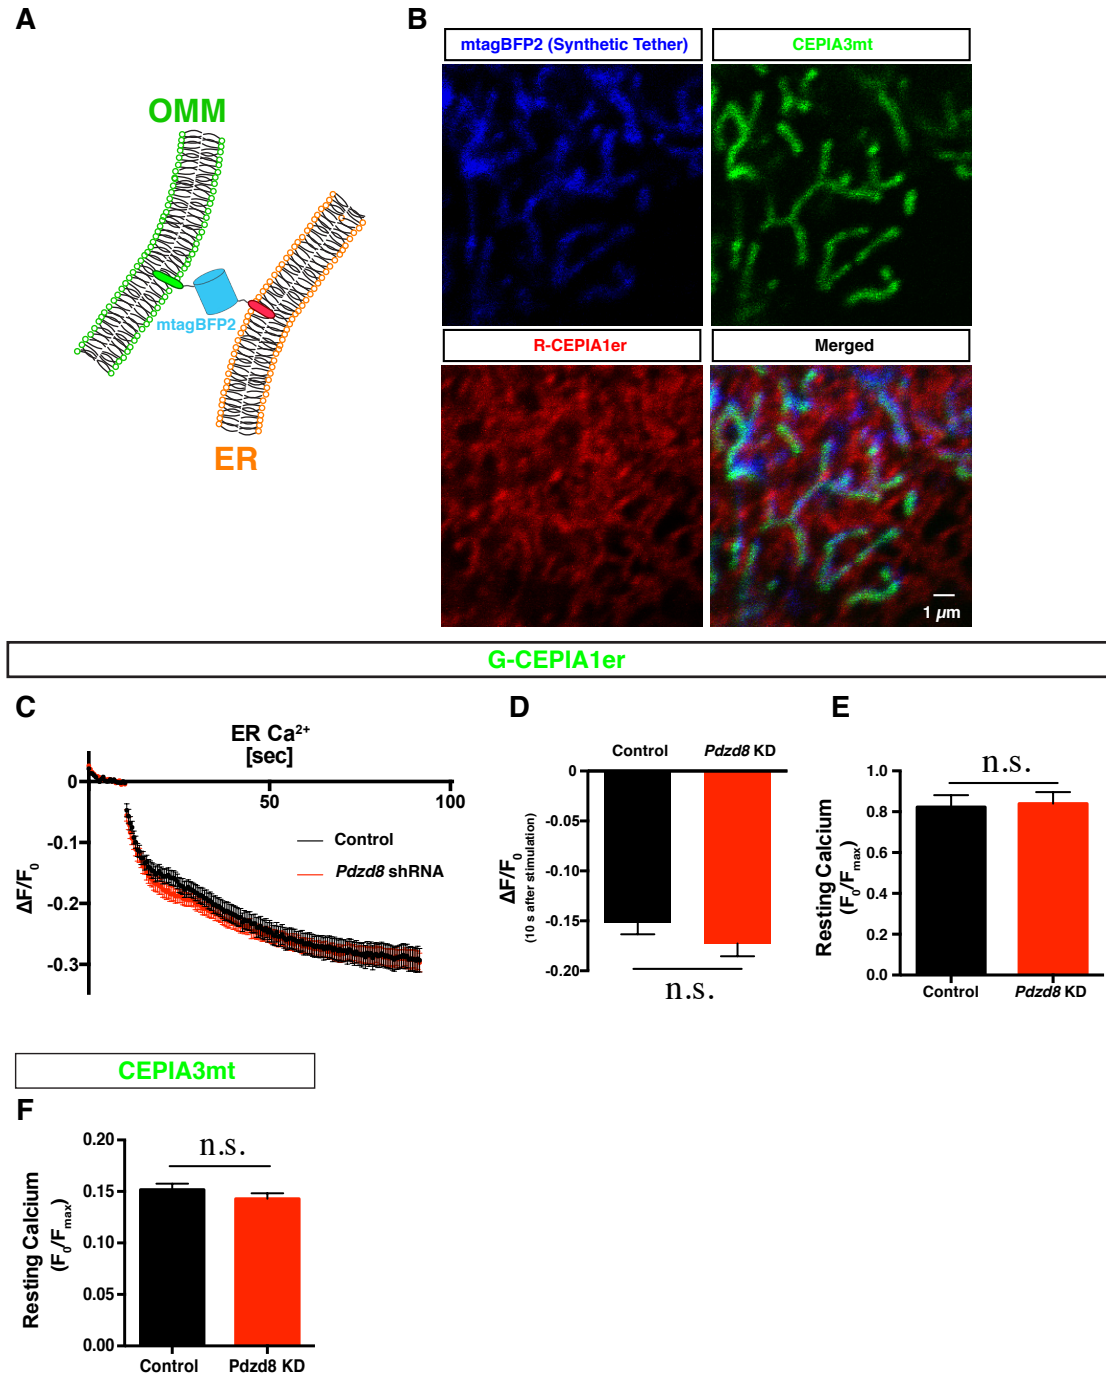 A
OMM
mtagBFP2
ER
B
mtagBFP2 (Synthetic Tether)
CEPIA3mt
R-CEPIA1er
Merged
1 µm
G-CEPIA1er
C
ER Ca²⁺
[sec]
0
50
100
-0.1
-0.2
-0.3
ΔF/F₀
Control
Pdzd8 shRNA
D
Control
Pdzd8 KD
0
-0.05
-0.10
-0.15
-0.20
ΔF/F₀
(10 s after stimulation)
n.s.
E
n.s.
1.0
0.8
0.6
0.4
0.2
0.0
Resting Calcium
(F₀/Fmax)
Control
Pdzd8 KD
CEPIA3mt
F
n.s.
0.20
0.15
0.10
0.05
0.00
Resting Calcium
(F₀/Fmax)
Control
Pdzd8 KD